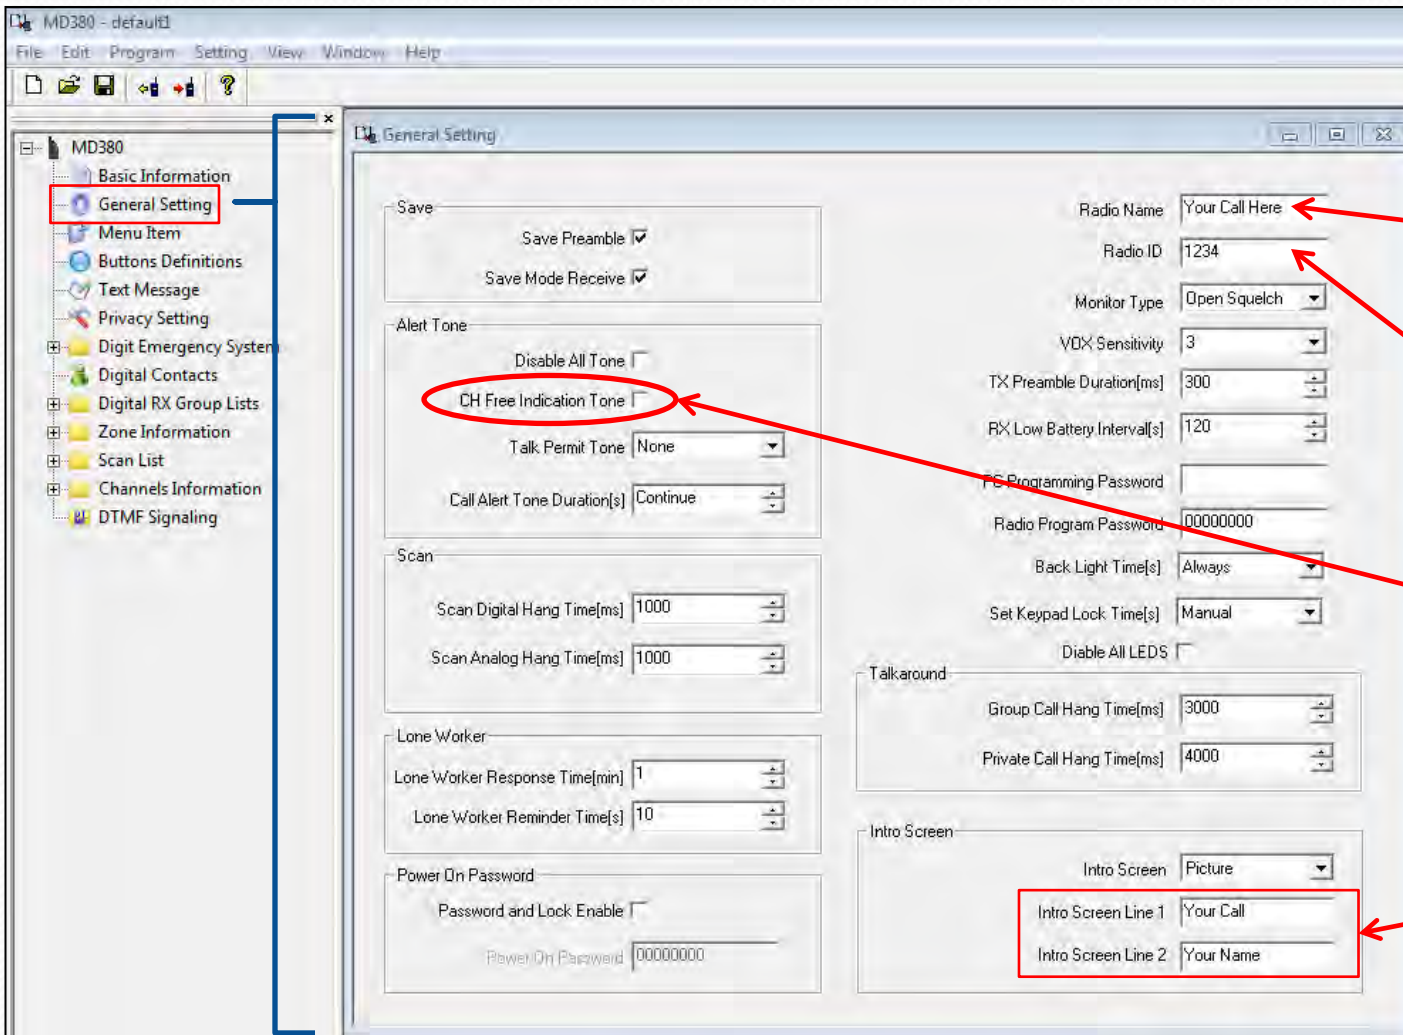 MD380 - default1
File Edit Program Setting View Window Help
MD380
Basic Information
General Setting
Menu Item
Buttons Definitions
Text Message
Privacy Setting
Digit Emergency System
Digital Contacts
Digital RX Group Lists
Zone Information
Scan List
Channels Information
DTMF Signaling
General Setting
Save
Save Preamble
Save Mode Receive
Alert Tone
Disable All Tone
CH Free Indication Tone
Talk Permit Tone None
Call Alert Tone Duration[s] Continue
Scan
Scan Digital Hang Time[ms] 1000
Scan Analog Hang Time[ms] 1000
Lone Worker
Lone Worker Response Time[min] 1
Lone Worker Reminder Time[s] 10
Power On Password
Password and Lock Enable
Power On Password 00000000
Radio Name Your Call Here
Radio ID 1234
Monitor Type Open Squelch
VOX Sensitivity 3
TX Preamble Duration[ms] 300
RX Low Battery Interval[s] 120
PC Programming Password
Radio Program Password 00000000
Back Light Time[s] Always
Set Keypad Lock Time[s] Manual
Diable All LEDS
Talkaround
Group Call Hang Time[ms] 3000
Private Call Hang Time[ms] 4000
Intro Screen
Intro Screen Picture
Intro Screen Line 1 Your Call
Intro Screen Line 2 Your Name